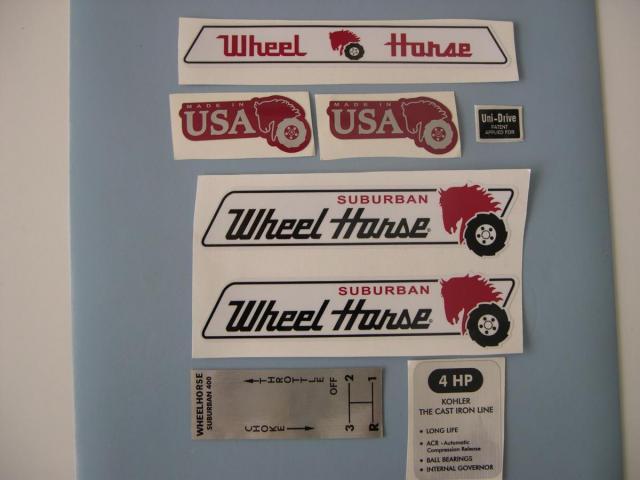 Wheel Horse
MADE IN
USA
MADE IN
USA
Uni-Drive
PATENT
APPLIED FOR
SUBURBAN
Wheel Horse
SUBURBAN
Wheel Horse
WHEELHORSE
SUBURBAN 400
THROTTLE
CHOKE
OFF
3 2
R 1
4 HP
KOHLER
THE CAST IRON LINE
• LONG LIFE
• ACR -Automatic
Compression Release
• BALL BEARINGS
• INTERNAL GOVERNOR